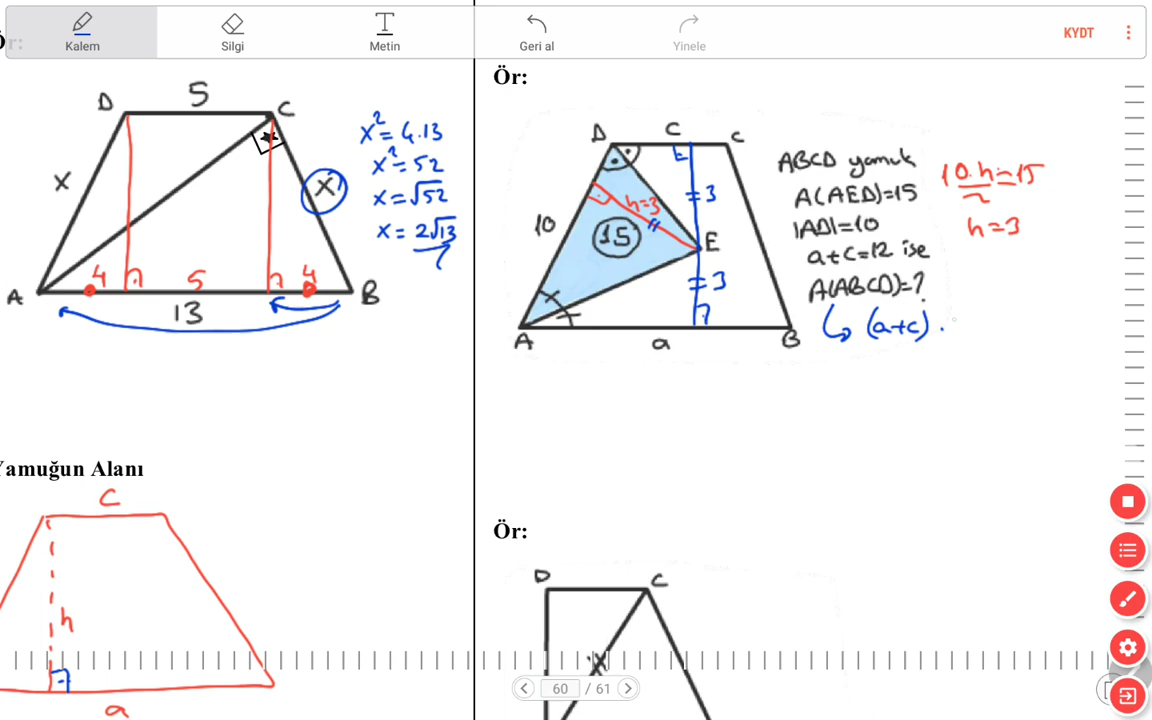 Kalem
Silgi
Metin
Geri al
Yinele
KYDT
ör:
D 5 C
x
x
4 5 4
A 13 B
x² = 4.13
x² = 52
x = √52
x = 2√13
Ör:
D c C
10
h=3
15
= 3
E
= 3
A a B
ABCD yamuk
A(AED)=15
|AD|=10
a+c=12 ise
A(ABCD)=?
↳ (a+c) .
10.h/2=15
h=3
Yamuğun Alanı
c
h
a
Ör:
D C
x
60 / 61